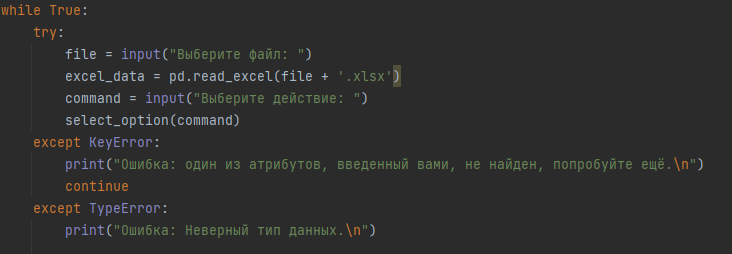 while True:
    try:
        file = input("Выберите файл: ")
        excel_data = pd.read_excel(file + '.xlsx')
        command = input("Выберите действие: ")
        select_option(command)
    except KeyError:
        print("Ошибка: один из атрибутов, введенный вами, не найден, попробуйте ещё.\n")
        continue
    except TypeError:
        print("Ошибка: Неверный тип данных.\n")